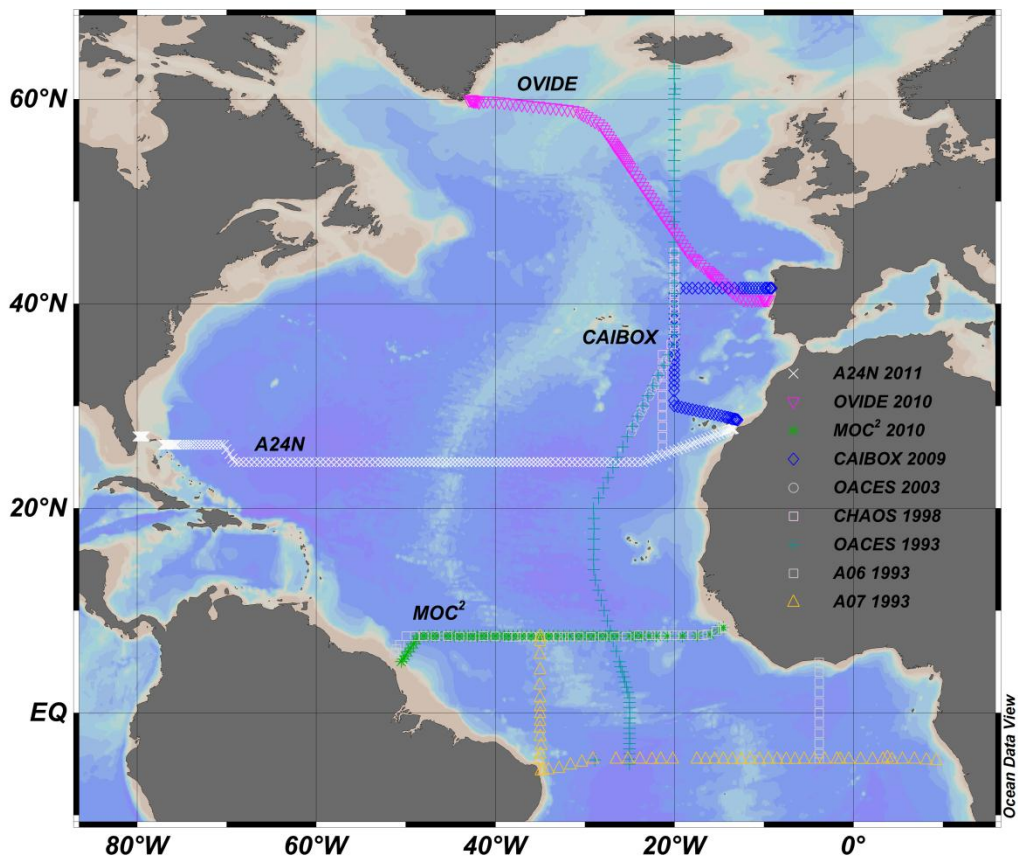 OVIDE
60°N
40°N
CAIBOX
A24N 2011
OVIDE 2010
MOC² 2010
CAIBOX 2009
OACES 2003
CHAOS 1998
OACES 1993
A06 1993
A07 1993
A24N
20°N
MOC²
EQ
Ocean Data View
80°W
60°W
40°W
20°W
0°